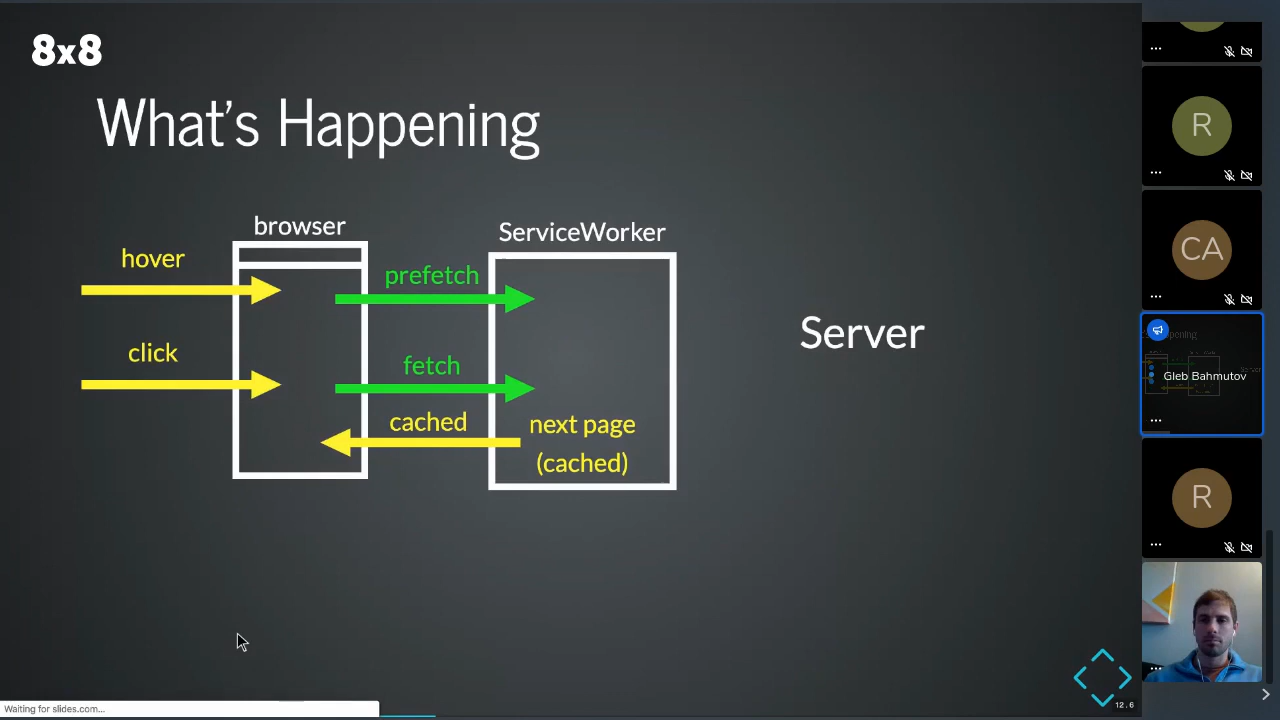 8x8
What's Happening
browser
ServiceWorker
hover
prefetch
click
fetch
Server
cached
next page
(cached)
Waiting for slides.com...
12.6
R
CA
Gleb Bahmutov
R